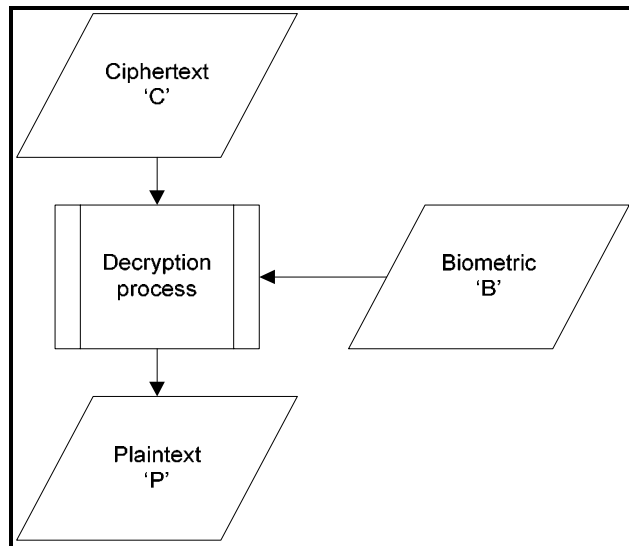 Ciphertext
‘C’
Decryption
process
Biometric
‘B’
Plaintext
‘P’